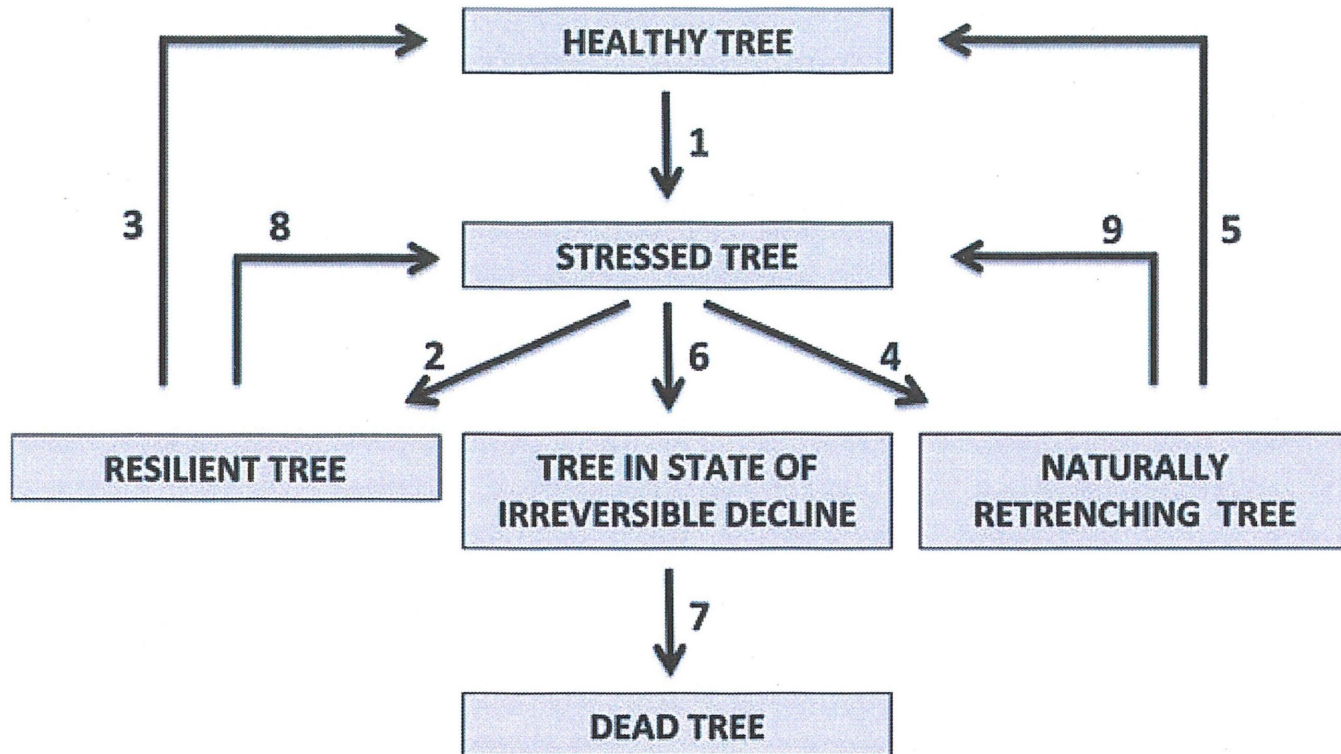 HEALTHY TREE
1
3
8
STRESSED TREE
9
5
2
6
4
RESILIENT TREE
TREE IN STATE OF
IRREVERSIBLE DECLINE
NATURALLY
RETRENCHING TREE
7
DEAD TREE